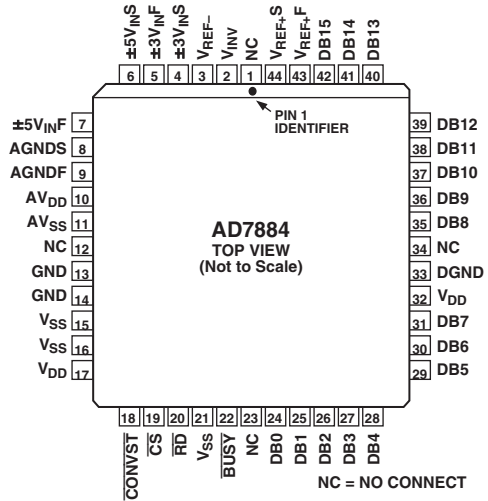 ±5VINS
±3VINF
±3VINS
VREF–
VINV
NC
VREF+S
VREF+F
DB15
DB14
DB13
6 5 4 3 2 1 44 43 42 41 40
PIN 1
IDENTIFIER
±5VINF 7
AGNDS 8
AGNDF 9
AVDD 10
AVSS 11
NC 12
GND 13
GND 14
VSS 15
VSS 16
VDD 17
AD7884
TOP VIEW
(Not to Scale)
39 DB12
38 DB11
37 DB10
36 DB9
35 DB8
34 NC
33 DGND
32 VDD
31 DB7
30 DB6
29 DB5
18 19 20 21 22 23 24 25 26 27 28
CONVST
CS
RD
VSS
BUSY
NC
DB0
DB1
DB2
DB3
DB4
NC = NO CONNECT